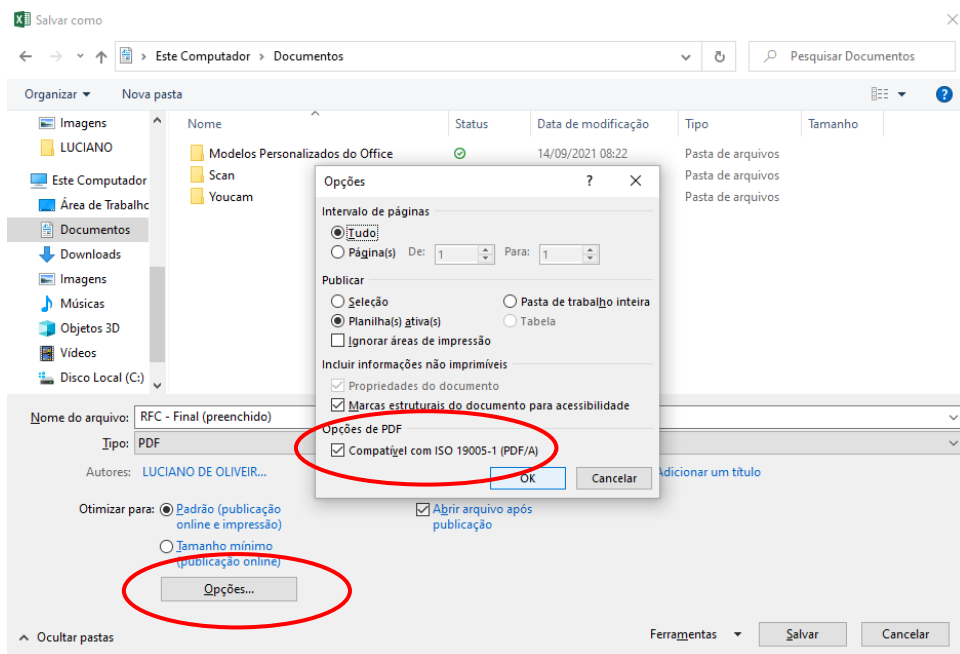 Salvar como
Este Computador > Documentos
Pesquisar Documentos
Organizar
Nova pasta
?
Nome
Status
Data de modificação
Tipo
Tamanho
Imagens
LUCIANO
Este Computador
Área de Trabalhc
Documentos
Downloads
Imagens
Músicas
Objetos 3D
Vídeos
Disco Local (C:)
Modelos Personalizados do Office
14/09/2021 08:22
Pasta de arquivos
Scan
Pasta de arquivos
Youcam
Pasta de arquivos
Opções
?
Intervalo de páginas
Tudo
Página(s) De: 1 Para: 1
Publicar
Seleção
Pasta de trabalho inteira
Planilha(s) ativa(s)
Tabela
Ignorar áreas de impressão
Incluir informações não imprimíveis
Propriedades do documento
Marcas estruturais do documento para acessibilidade
Opções de PDF
Compatível com ISO 19005-1 (PDF/A)
OK
Cancelar
Nome do arquivo: RFC - Final (preenchido)
Tipo: PDF
Autores: LUCIANO DE OLIVEIR...
Adicionar um título
Otimizar para:
Padrão (publicação
online e impressão)
Tamanho mínimo
(publicação online)
Abrir arquivo após
publicação
Opções...
Ocultar pastas
Ferramentas
Salvar
Cancelar